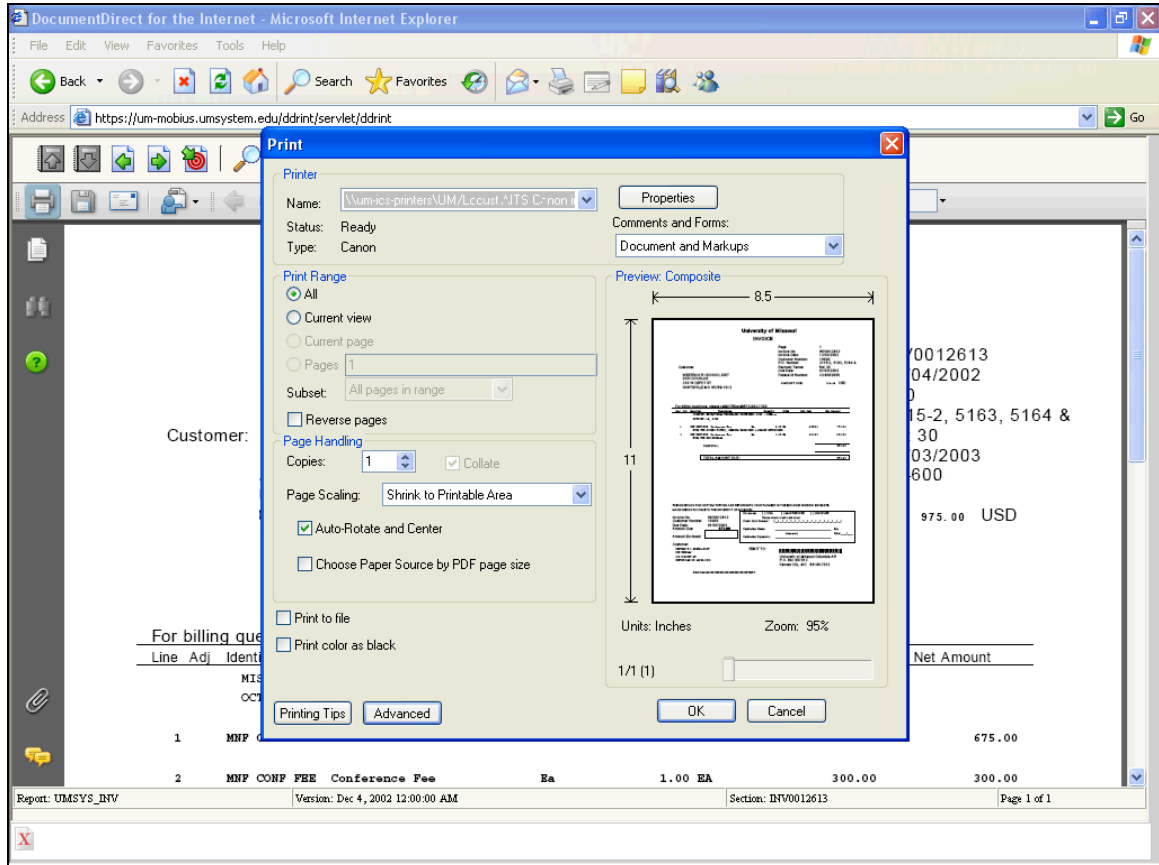 DocumentDirect for the Internet - Microsoft Internet Explorer
File Edit View Favorites Tools Help
Back Search Favorites
Address https://um-mobius.umsystem.edu/ddrint/servlet/ddrint Go
Print
Printer
Name: \\um-ics-printers\UM/Locust
Properties
Status: Ready
Comments and Forms:
Type: Canon
Document and Markups
Print Range
All
Current view
Current page
Pages 1
Subset: All pages in range
Reverse pages
Page Handling
Copies: 1 Collate
Page Scaling: Shrink to Printable Area
Auto-Rotate and Center
Choose Paper Source by PDF page size
Print to file
Print color as black
Printing Tips Advanced
Preview: Composite
8.5
11
University of Missouri
INVOICE
Units: Inches Zoom: 95%
1/1 (1)
OK Cancel
/0012613
/04/2002
15-2, 5163, 5164 &
Customer: 30
/03/2003
4600
975.00 USD
For billing que
Line Adj Identi Net Amount
MIS
OCT
1 MNF 675.00
2 MNF CONF FEE Conference Fee Ea 1.00 EA 300.00 300.00
Report: UMSYS_INV Version: Dec 4, 2002 12:00:00 AM Section: INV0012613 Page 1 of 1